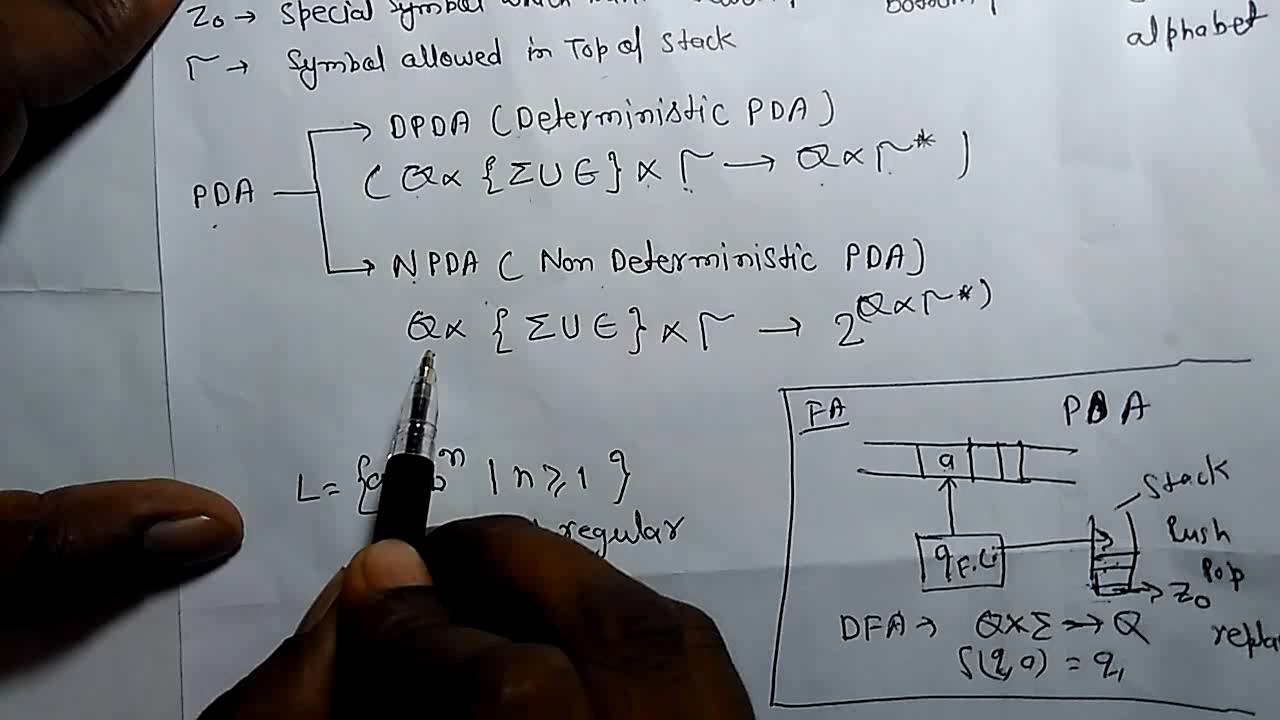 Z₀ → Special Symbol which
alphabet
Γ → Symbol allowed in Top of Stack
DPDA (Deterministic PDA)
(Q × {Σ ∪ ∈} × Γ → Q × Γ*)
PDA
NPDA (Non Deterministic PDA)
Q × {Σ ∪ ∈} × Γ → 2^(Q × Γ*)
FA PDA
a
L = { b^n | n ≥ 1 }
regular
Stack
Push
Pop
q F.C
Z₀
DFA → Q × Σ → Q
δ(q, a) = q₁